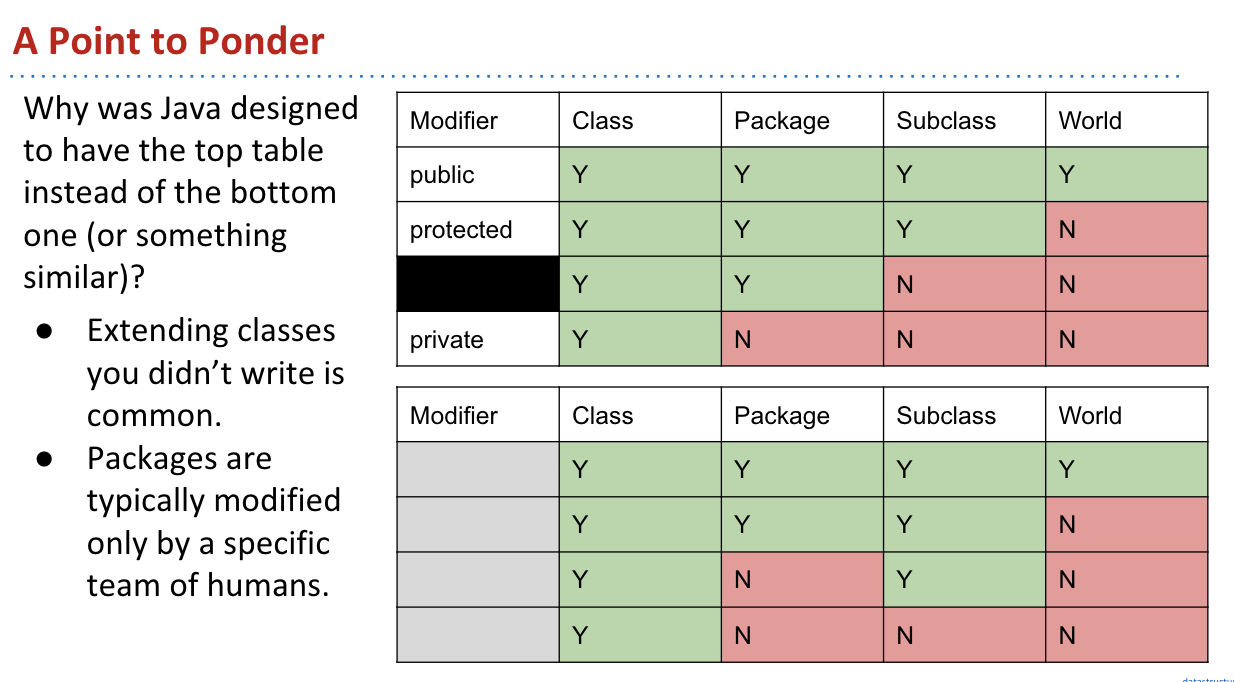 A Point to Ponder
Why was Java designed
to have the top table
instead of the bottom
one (or something
similar)?
● Extending classes
you didn’t write is
common.
● Packages are
typically modified
only by a specific
team of humans.
Modifier Class Package Subclass World
public Y Y Y Y
protected Y Y Y N
Y Y N N
private Y N N N
Modifier Class Package Subclass World
Y Y Y Y
Y Y Y N
Y N Y N
Y N N N